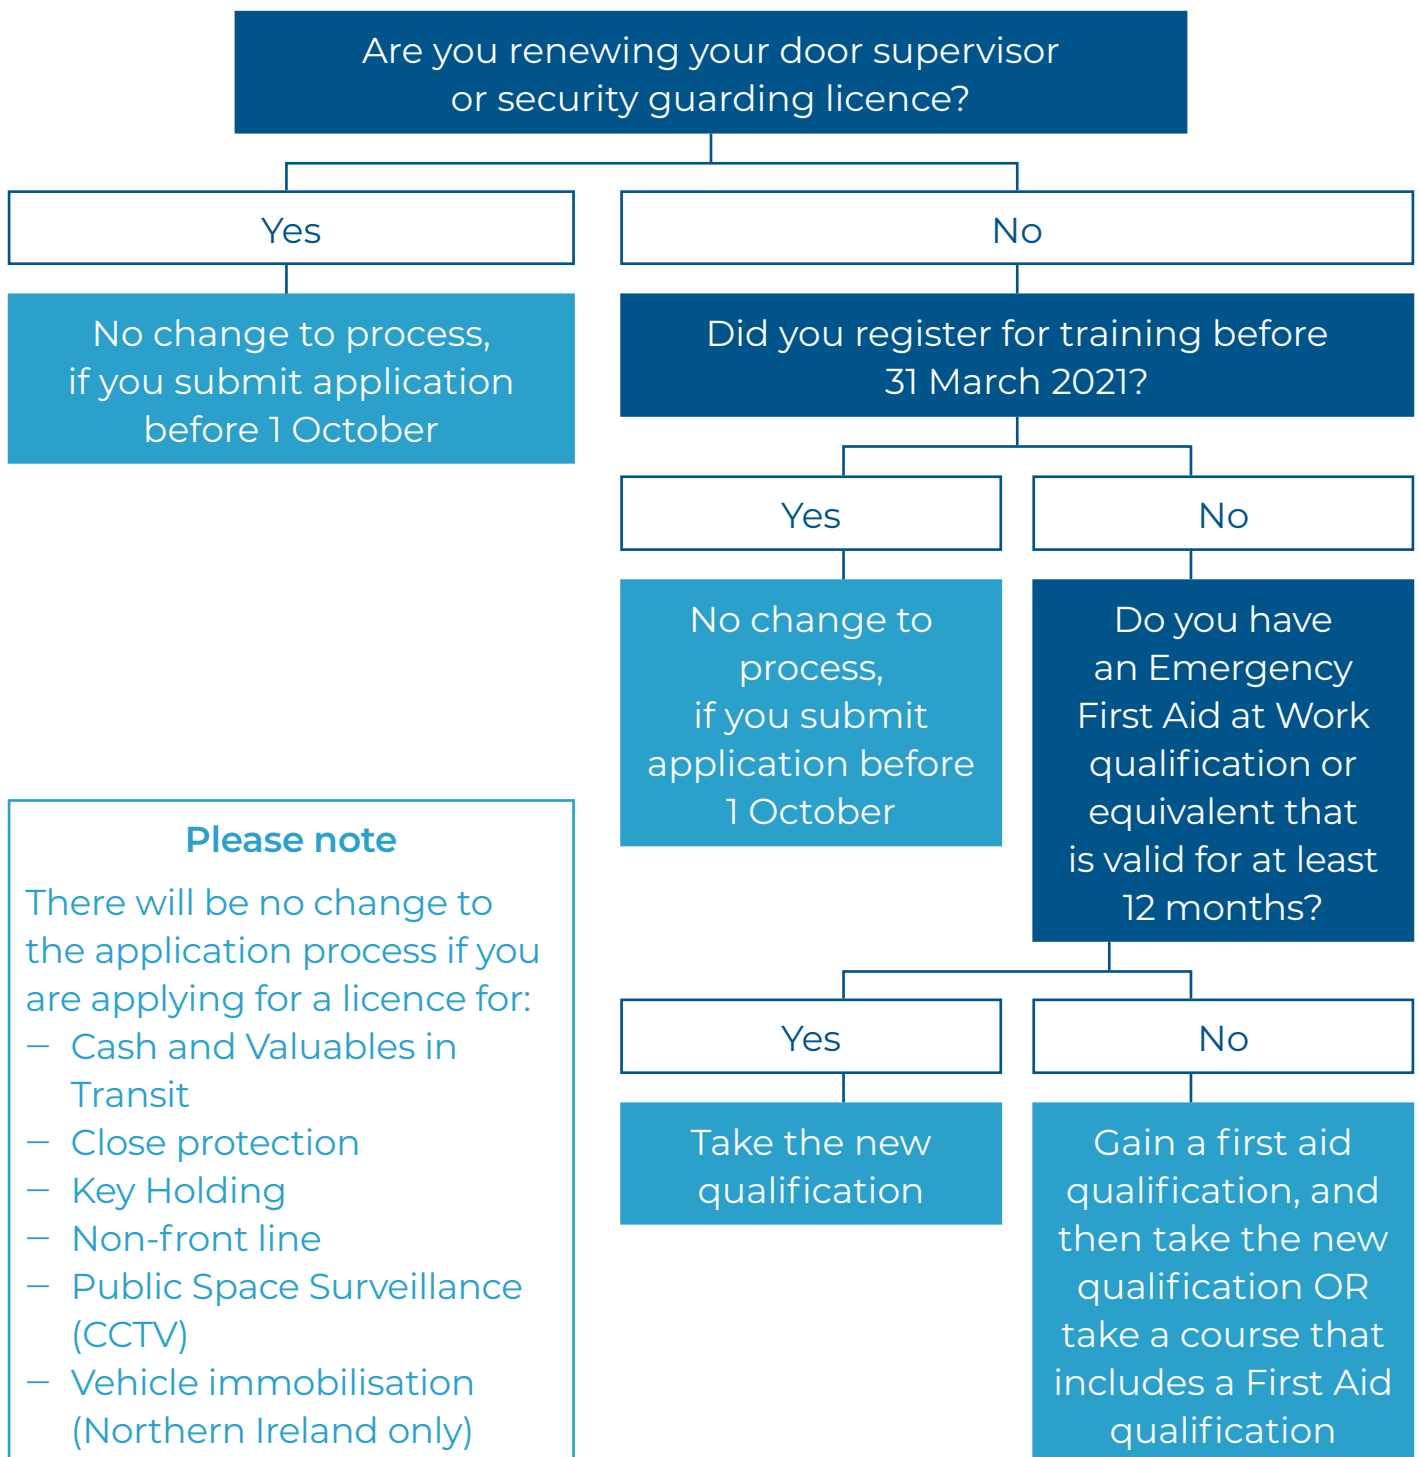 Are you renewing your door supervisor
or security guarding licence?
Yes
No
No change to process,
if you submit application
before 1 October
Did you register for training before
31 March 2021?
Yes
No
No change to
process,
if you submit
application before
1 October
Do you have
an Emergency
First Aid at Work
qualification or
equivalent that
is valid for at least
12 months?
Yes
No
Take the new
qualification
Gain a first aid
qualification, and
then take the new
qualification OR
take a course that
includes a First Aid
qualification
Please note
There will be no change to
the application process if you
are applying for a licence for:
– Cash and Valuables in
Transit
– Close protection
– Key Holding
– Non-front line
– Public Space Surveillance
(CCTV)
– Vehicle immobilisation
(Northern Ireland only)